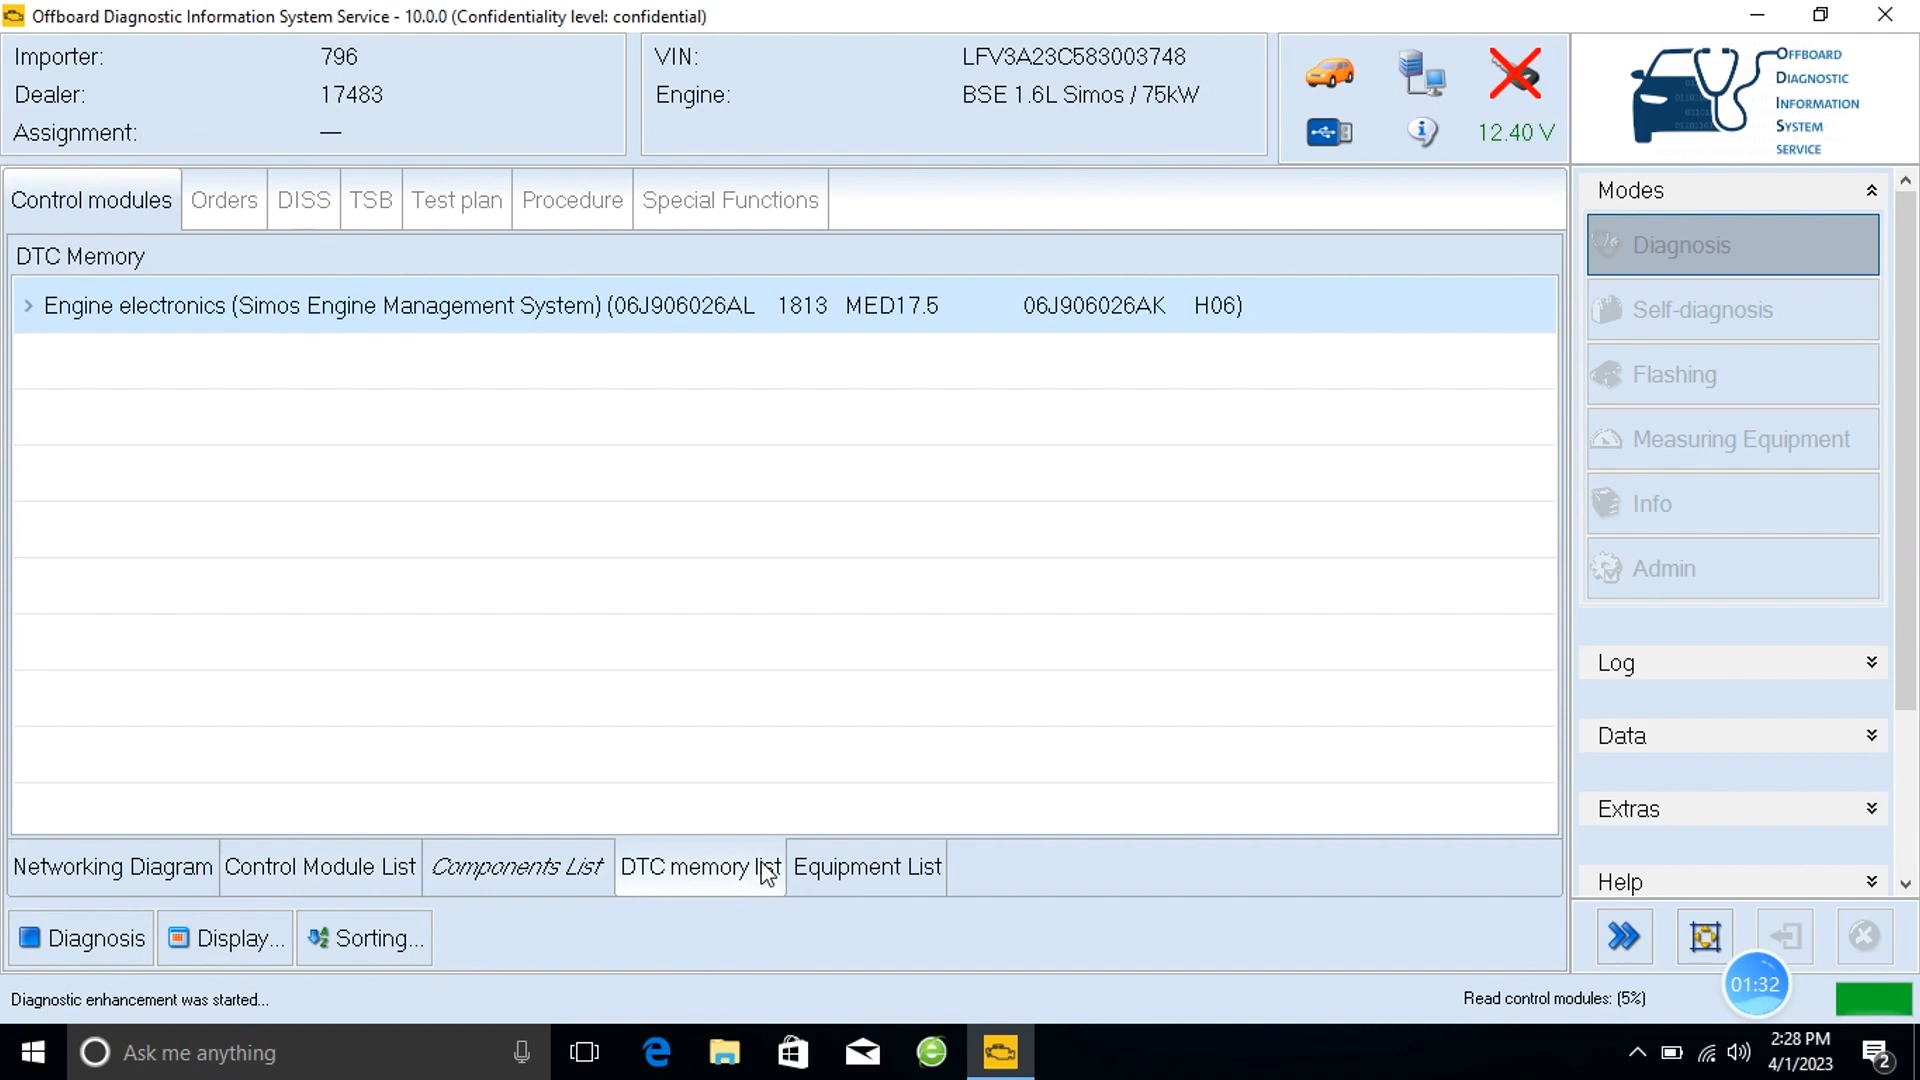 Offboard Diagnostic Information System Service - 10.0.0 (Confidentiality level: confidential)
Importer: 796
Dealer: 17483
Assignment: —
VIN: LFV3A23C583003748
Engine: BSE 1.6L Simos / 75kW
12.40 V
OFFBOARD
DIAGNOSTIC
INFORMATION
SYSTEM
SERVICE
Control modules Orders DISS TSB Test plan Procedure Special Functions
DTC Memory
Engine electronics (Simos Engine Management System) (06J906026AL 1813 MED17.5 06J906026AK H06)
Networking Diagram Control Module List Components List DTC memory list Equipment List
Diagnosis Display... Sorting...
Modes
Diagnosis
Self-diagnosis
Flashing
Measuring Equipment
Info
Admin
Log
Data
Extras
Help
01:32
Diagnostic enhancement was started...
Read control modules: (5%)
Ask me anything
2:28 PM
4/1/2023
2